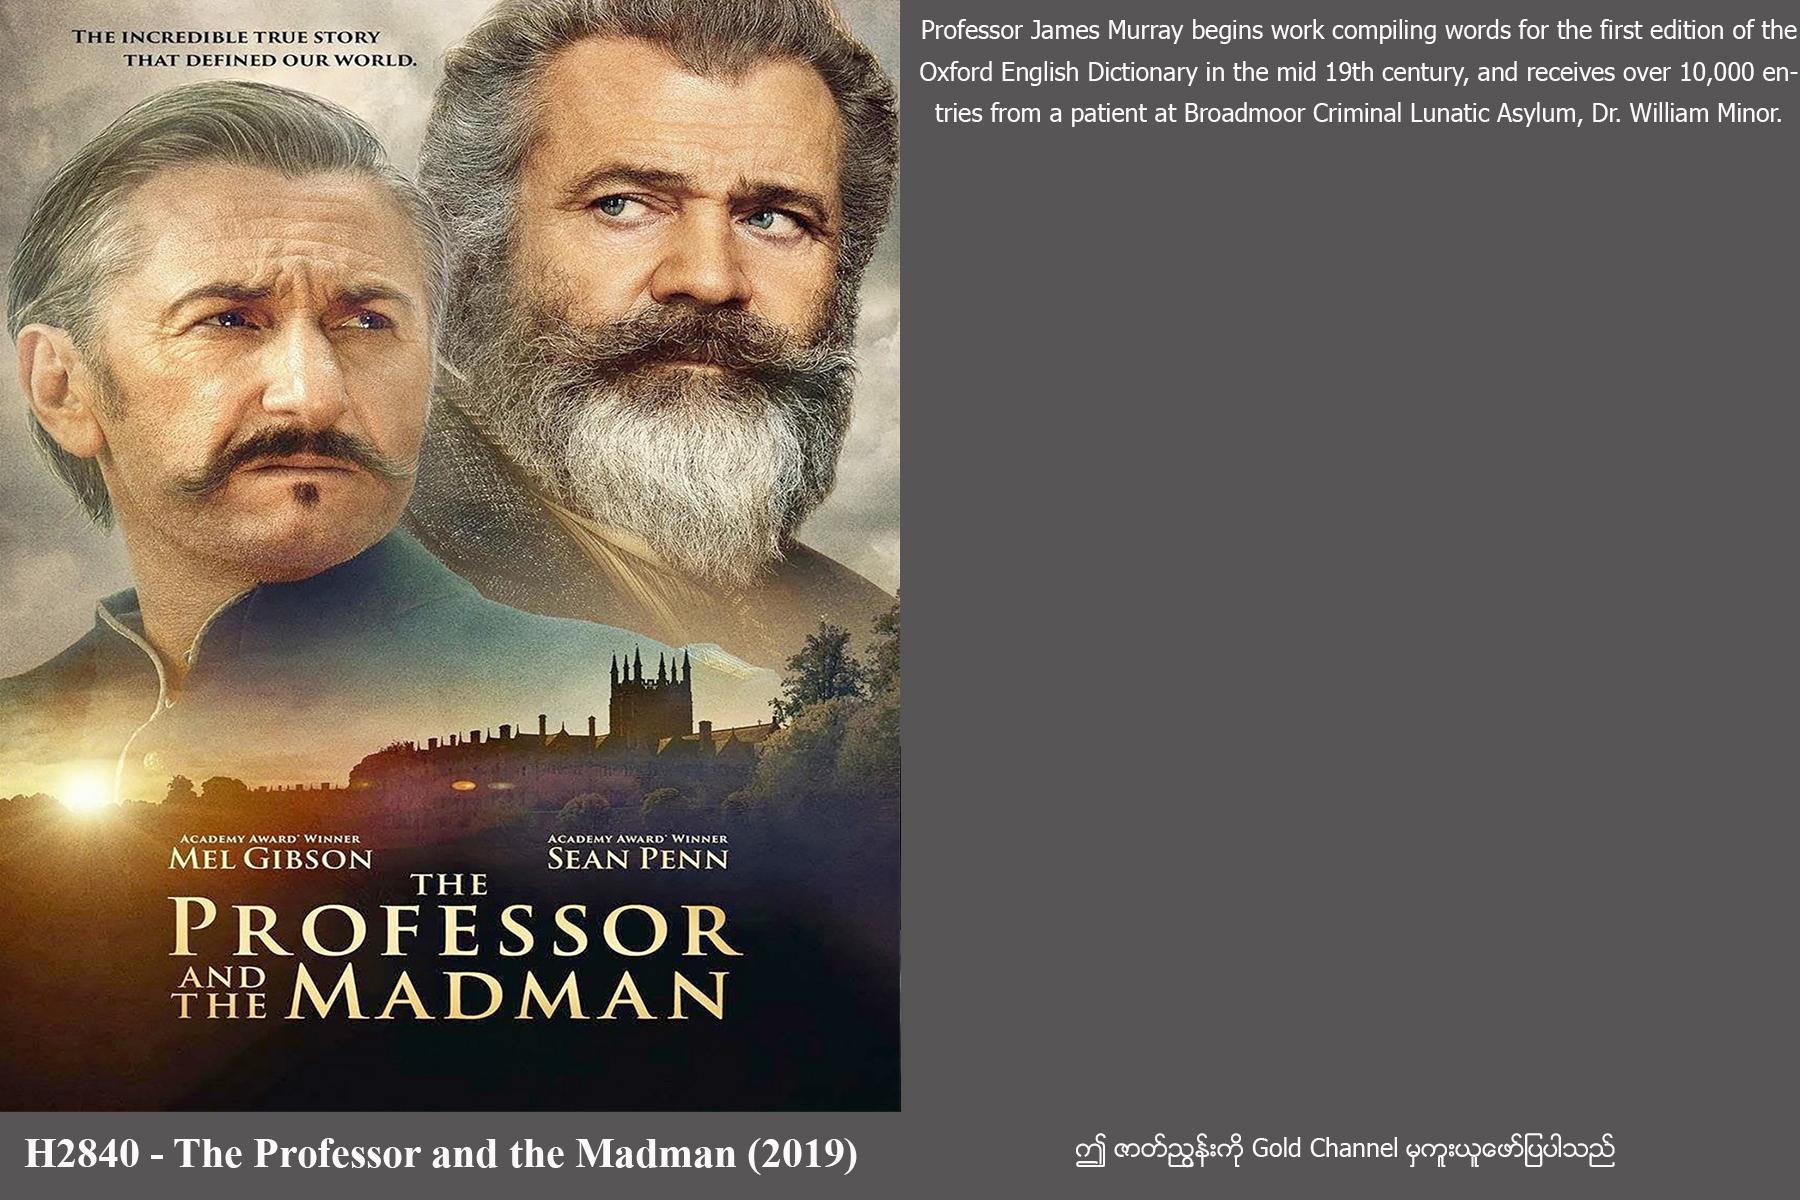 THE INCREDIBLE TRUE STORY
THAT DEFINED OUR WORLD.
ACADEMY AWARD® WINNER
MEL GIBSON
ACADEMY AWARD® WINNER
SEAN PENN
THE
PROFESSOR
AND
THE MADMAN
H2840 - The Professor and the Madman (2019)
Professor James Murray begins work compiling words for the first edition of the
Oxford English Dictionary in the mid 19th century, and receives over 10,000 en-
tries from a patient at Broadmoor Criminal Lunatic Asylum, Dr. William Minor.
ဤ ဇာတ်ညွှန်းကို Gold Channel မှကူးယူဖော်ပြပါသည်